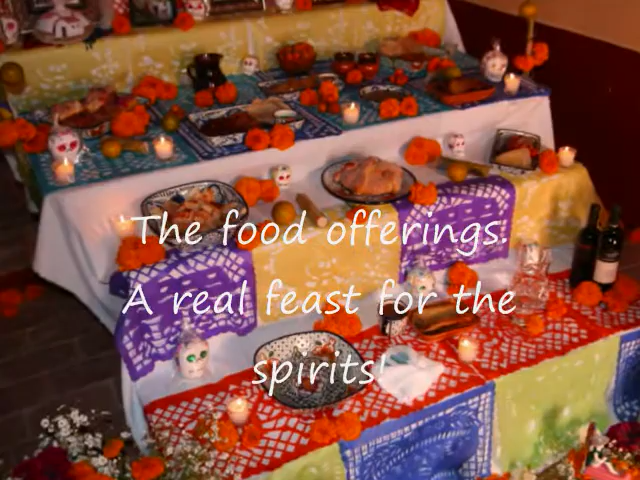 The food offerings.
A real feast for the
spirits!